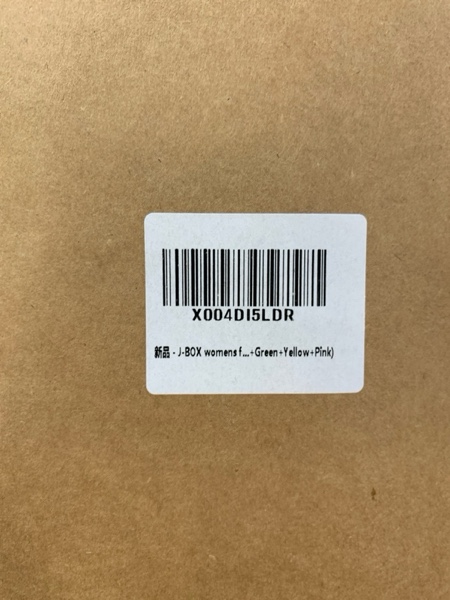 X004DI5LDR
新品 - J-BOX womens f...+Green+Yellow+Pink)